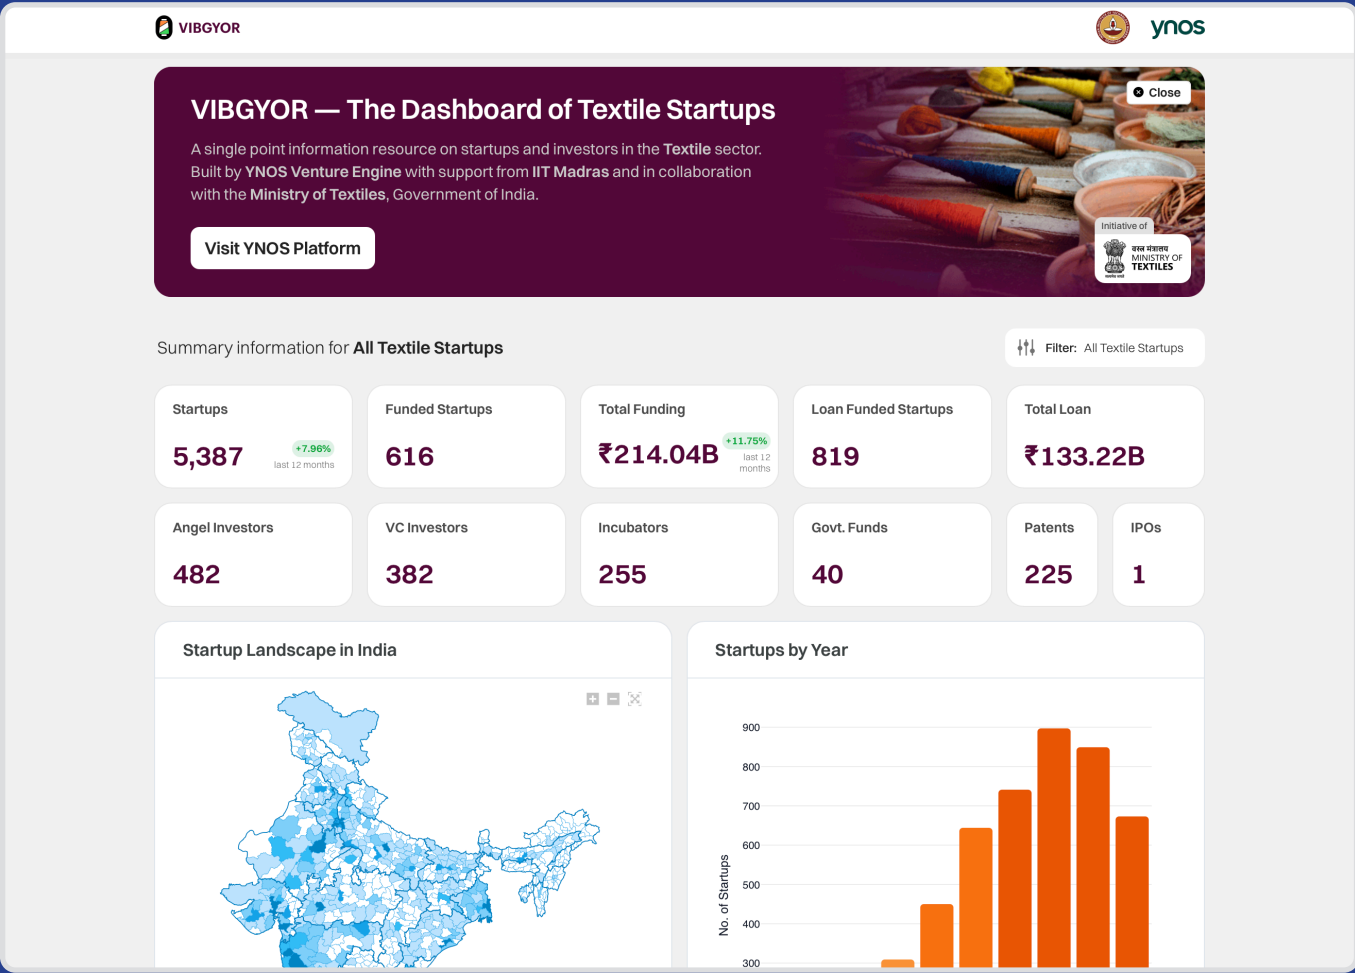 VIBGYOR
ynos
VIBGYOR — The Dashboard of Textile Startups
Close
A single point information resource on startups and investors in the Textile sector.
Built by YNOS Venture Engine with support from IIT Madras and in collaboration
with the Ministry of Textiles, Government of India.
Visit YNOS Platform
Initiative of
वस्त्र मंत्रालय
MINISTRY OF
TEXTILES
Summary information for All Textile Startups
Filter: All Textile Startups
Startups
5,387
+7.96%
last 12 months
Funded Startups
616
Total Funding
₹214.04B
+11.75%
last 12
months
Loan Funded Startups
819
Total Loan
₹133.22B
Angel Investors
482
VC Investors
382
Incubators
255
Govt. Funds
40
Patents
225
IPOs
1
Startup Landscape in India
Startups by Year
No. of Startups
900
800
700
600
500
400
300